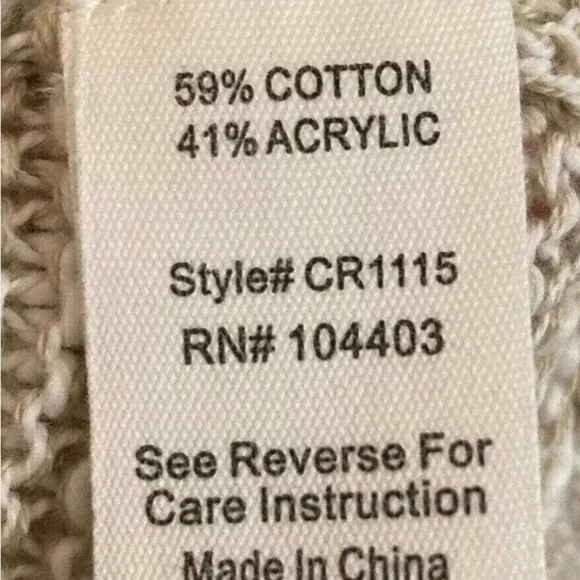 59% COTTON
41% ACRYLIC
Style# CR1115
RN# 104403
See Reverse For
Care Instruction
Made In China